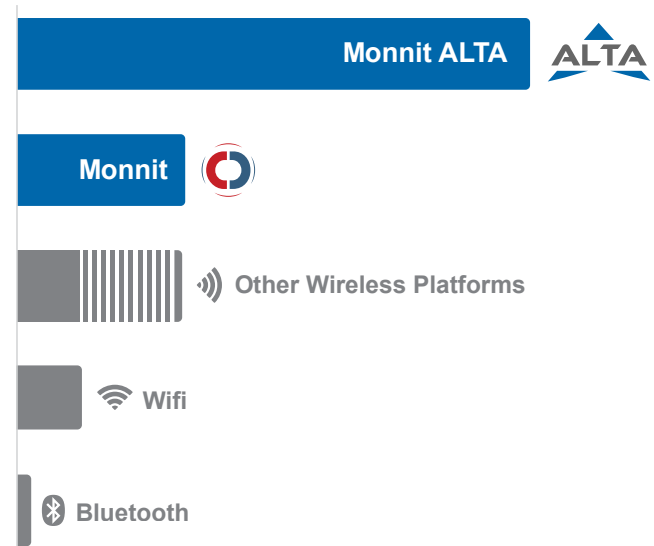 Monnit ALTA
ALTA
Monnit
Other Wireless Platforms
Wifi
Bluetooth